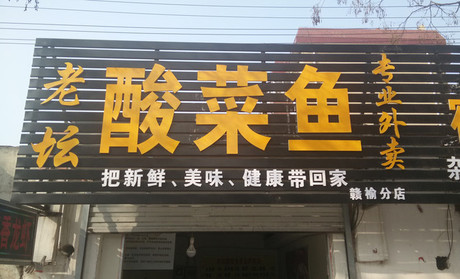 老坛
酸菜鱼
专业外卖
把新鲜、美味、健康带回家
赣榆分店
杂